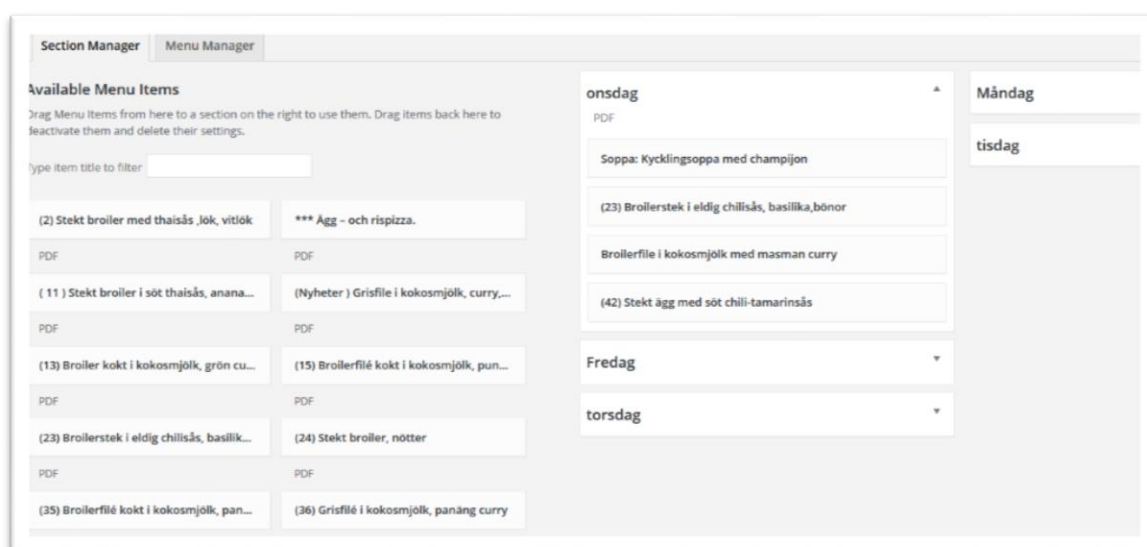 Section Manager
Menu Manager
Available Menu Items
Drag Menu Items from here to a section on the right to use them. Drag items back here to
deactivate them and delete their settings.
Type item title to filter
(2) Stekt broiler med thaisås ,lök, vitlök
*** Ägg – och rispizza.
PDF
PDF
( 11 ) Stekt broiler i söt thaisås, anana...
(Nyheter ) Grisfile i kokosmjölk, curry,...
PDF
PDF
(13) Broiler kokt i kokosmjölk, grön cu...
(15) Broilerfilé kokt i kokosmjölk, pun...
PDF
PDF
(23) Broilerstek i eldig chilisås, basilik...
(24) Stekt broiler, nötter
PDF
PDF
(35) Broilerfilé kokt i kokosmjölk, pan...
(36) Grisfilé i kokosmjölk, panäng curry
onsdag
PDF
Soppa: Kycklingsoppa med champijon
(23) Broilerstek i eldig chilisås, basilika,bönor
Broilerfile i kokosmjölk med masman curry
(42) Stekt ägg med söt chili-tamarinsås
Fredag
torsdag
Måndag
tisdag